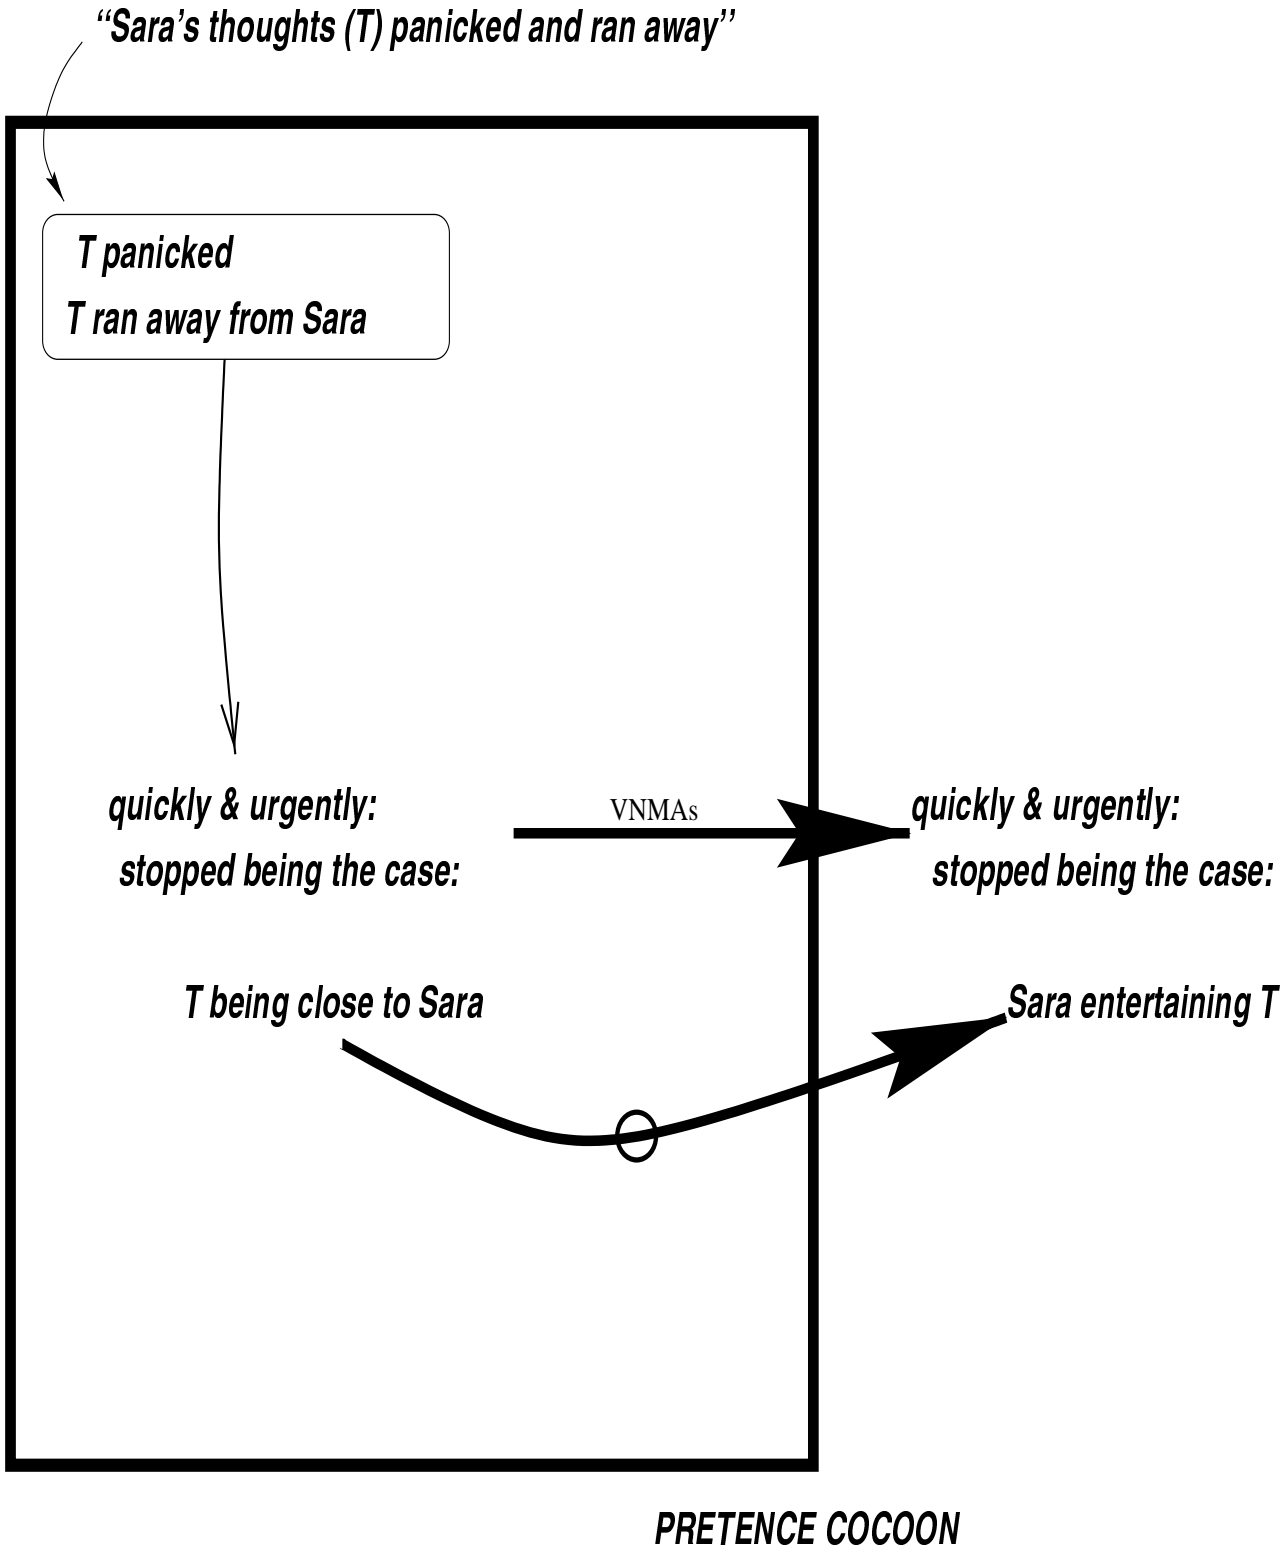 “Sara’s thoughts (T) panicked and ran away”
T panicked
T ran away from Sara
quickly & urgently:
stopped being the case:
T being close to Sara
VNMAs
quickly & urgently:
stopped being the case:
Sara entertaining T
PRETENCE COCOON